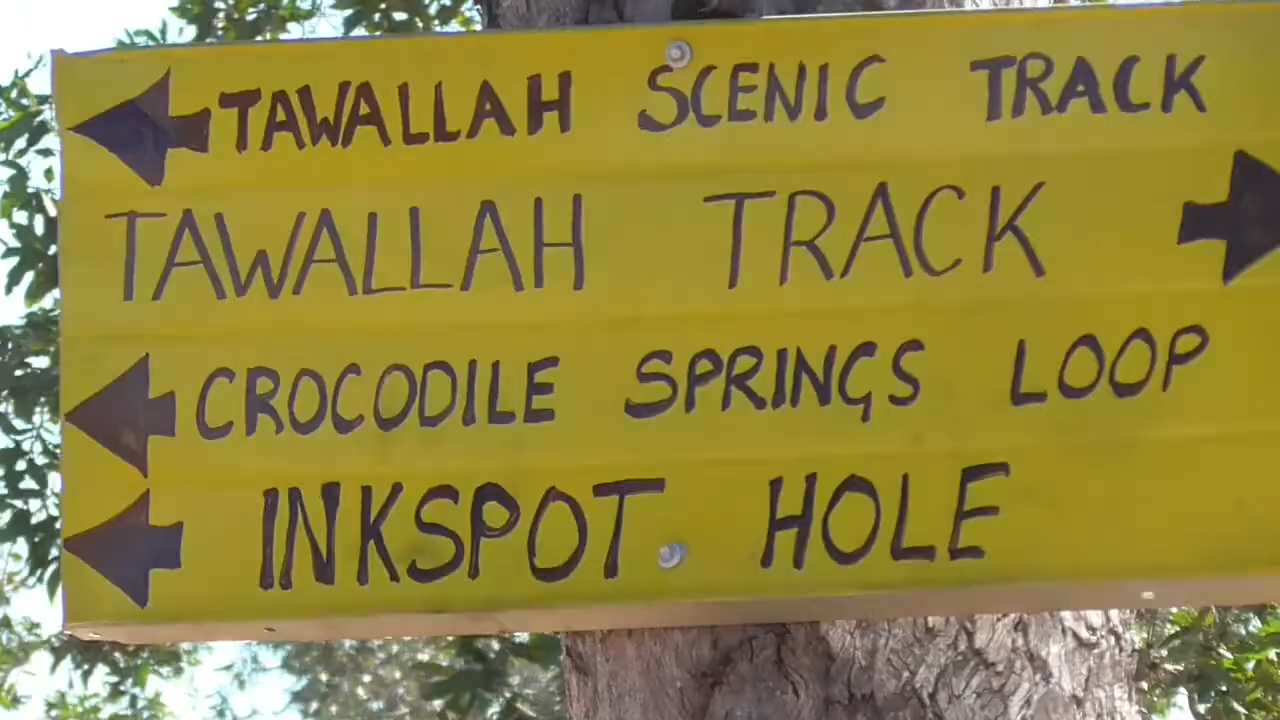 TAWALLAH SCENIC TRACK
TAWALLAH TRACK
CROCODILE SPRINGS LOOP
INKSPOT HOLE